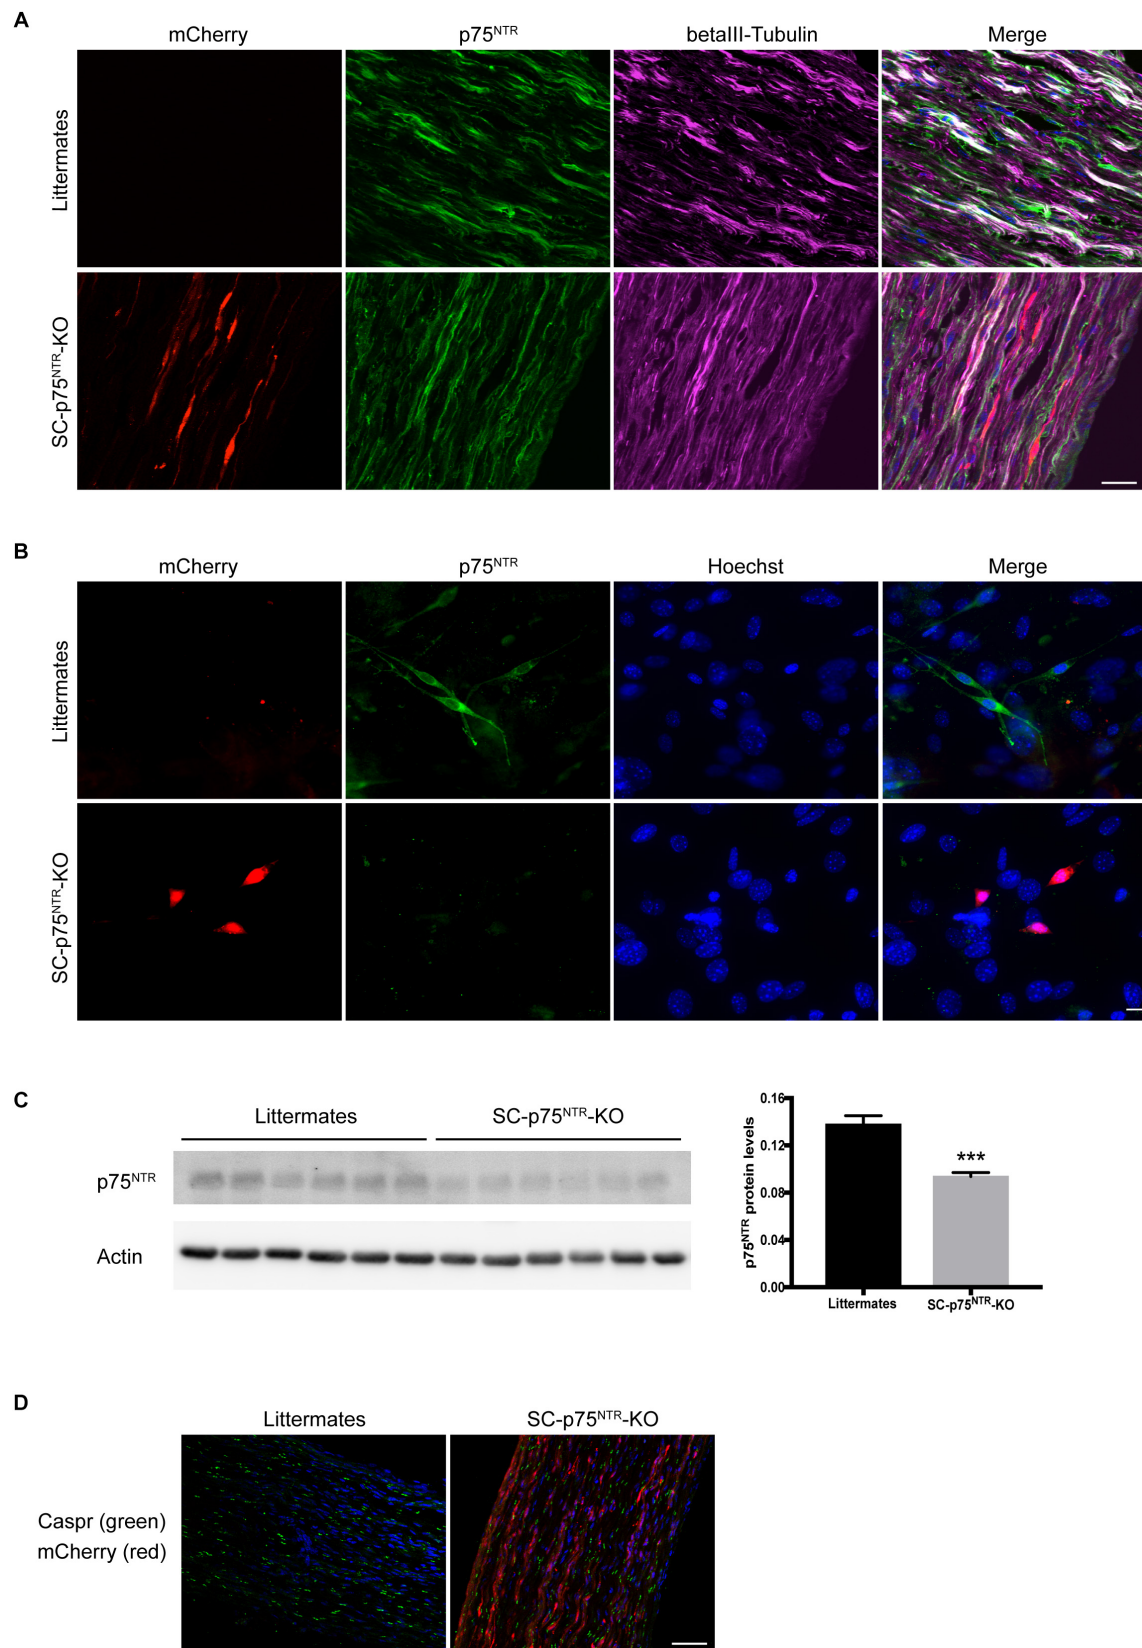 A
mCherry p75NTR betaIII-Tubulin Merge
Littermates
SC-p75NTR-KO
B
mCherry p75NTR Hoechst Merge
Littermates
SC-p75NTR-KO
C
Littermates SC-p75NTR-KO
p75NTR
Actin
p75NTR protein levels
0.16
0.12
0.08
0.04
0.00
***
Littermates SC-p75NTR-KO
D
Littermates SC-p75NTR-KO
Caspr (green)
mCherry (red)